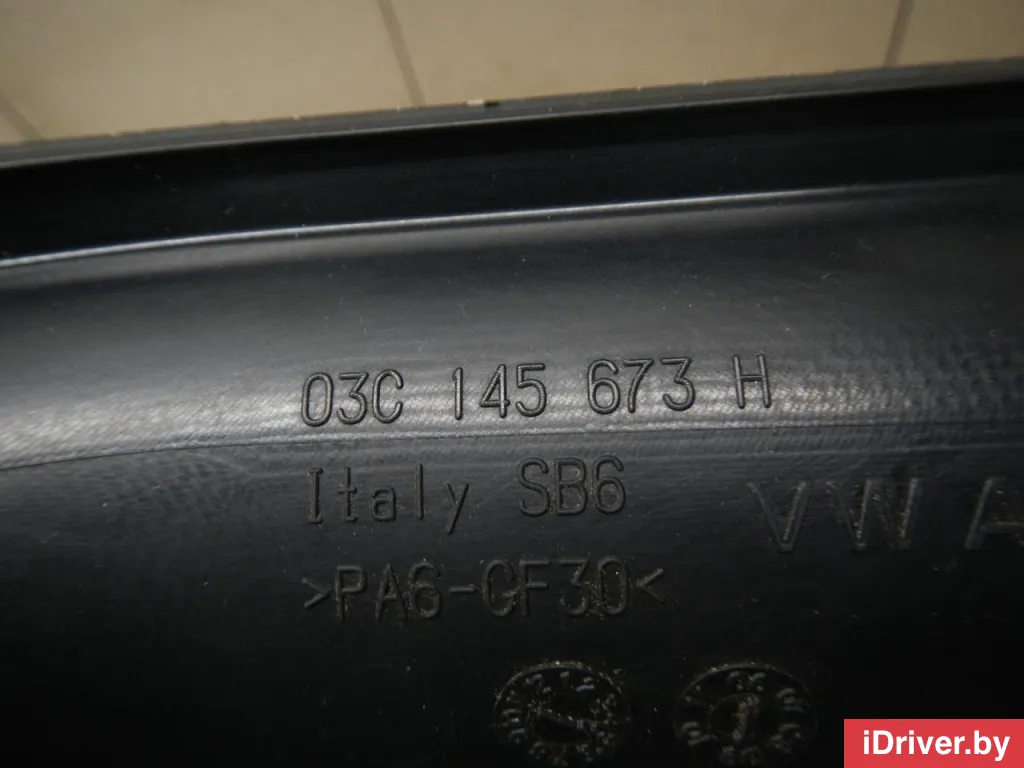 03C 145 673 H
Italy SB6
VW A
>PA6-GF30<
iDriver.by